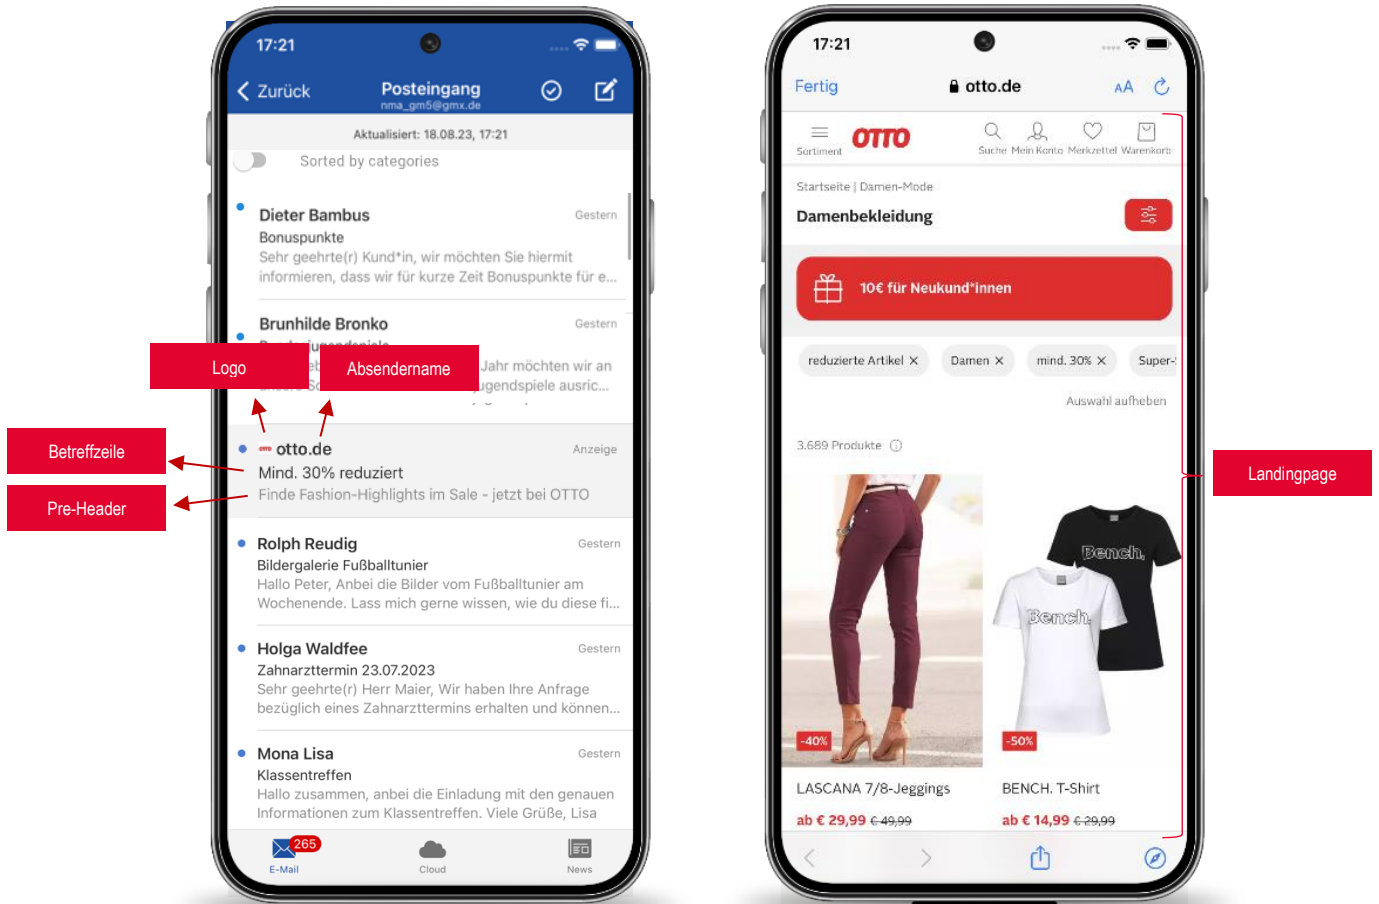 17:21
Zurück
Posteingang
nma_gm5@gmx.de
Aktualisiert: 18.08.23, 17:21
Sorted by categories
Dieter Bambus
Gestern
Bonuspunkte
Sehr geehrte(r) Kund*in, wir möchten Sie hiermit
informieren, dass wir für kurze Zeit Bonuspunkte für e...
Brunhilde Bronko
Gestern
Jahr möchten wir an
jugendspiele ausric...
Logo
Absendername
Betreffzeile
Pre-Header
OTTO otto.de
Anzeige
Mind. 30% reduziert
Finde Fashion-Highlights im Sale - jetzt bei OTTO
Rolph Reudig
Gestern
Bildergalerie Fußballtunier
Hallo Peter, Anbei die Bilder vom Fußballtunier am
Wochenende. Lass mich gerne wissen, wie du diese fi...
Holga Waldfee
Gestern
Zahnarzttermin 23.07.2023
Sehr geehrte(r) Herr Maier, Wir haben Ihre Anfrage
bezüglich eines Zahnarzttermins erhalten und können...
Mona Lisa
Gestern
Klassentreffen
Hallo zusammen, anbei die Einladung mit den genauen
Informationen zum Klassentreffen. Viele Grüße, Lisa
265
E-Mail
Cloud
News
17:21
Fertig
otto.de
AA
OTTO
Sortiment
Suche Mein Konto Merkzettel Warenkorb
Startseite | Damen-Mode
Damenbekleidung
10€ für Neukund*innen
reduzierte Artikel X
Damen X
mind. 30% X
Super-
Auswahl aufheben
3.689 Produkte
Bench.
Bench.
-40%
-50%
LASCANA 7/8-Jeggings
BENCH. T-Shirt
ab € 29,99 € 49,99
ab € 14,99 € 29,99
Landingpage